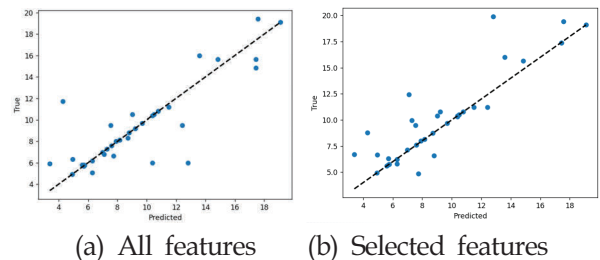 20
18
16
14
12
10
8
6
4
True
4 6 8 10 12 14 16 18
Predicted
(a) All features
20.0
17.5
15.0
12.5
10.0
7.5
5.0
True
4 6 8 10 12 14 16 18
Predicted
(b) Selected features